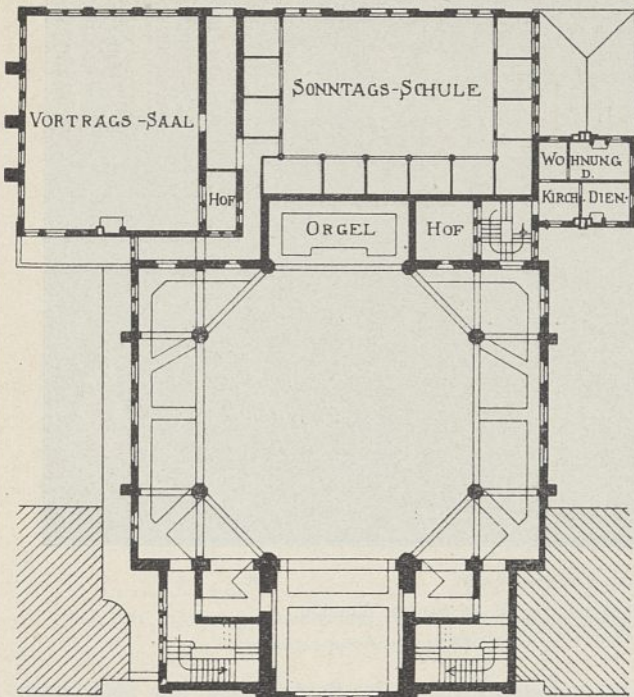 VORTRAGS-SAAL
SONNTAGS-SCHULE
HOF
ORGEL
HOF
WOHNUNG
D.
KIRCH. DIEN.